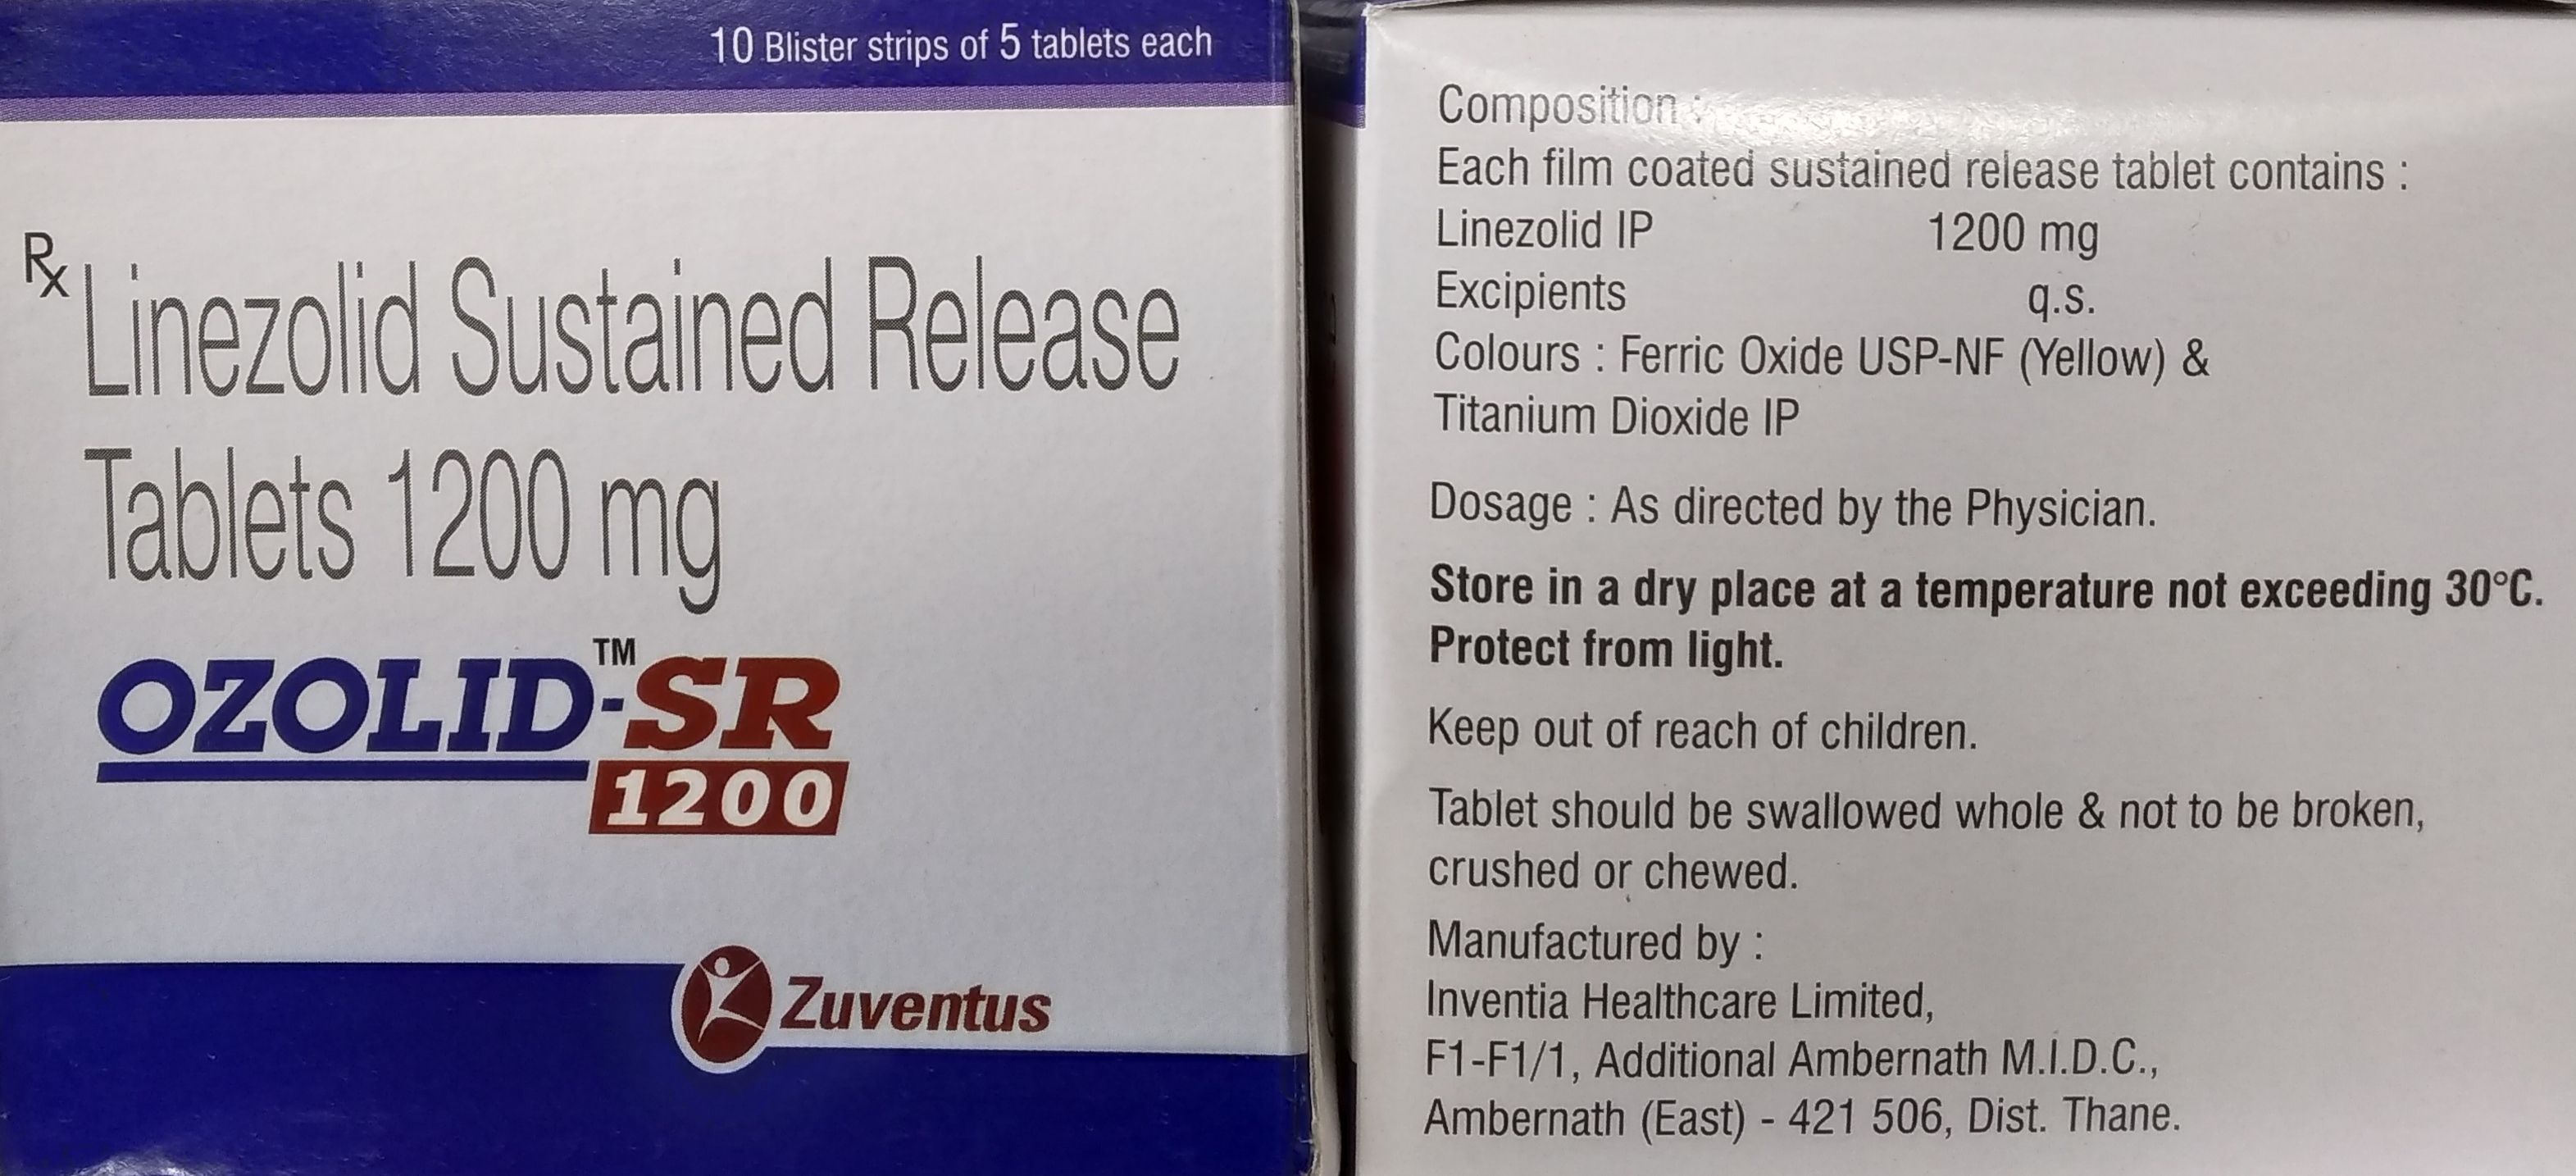 10 Blister strips of 5 tablets each
Rx Linezolid Sustained Release
Tablets 1200 mg
OZOLID™-SR
1200
Zuventus
Composition :
Each film coated sustained release tablet contains :
Linezolid IP 1200 mg
Excipients q.s.
Colours : Ferric Oxide USP-NF (Yellow) &
Titanium Dioxide IP
Dosage : As directed by the Physician.
Store in a dry place at a temperature not exceeding 30°C.
Protect from light.
Keep out of reach of children.
Tablet should be swallowed whole & not to be broken,
crushed or chewed.
Manufactured by :
Inventia Healthcare Limited,
F1-F1/1, Additional Ambernath M.I.D.C.,
Ambernath (East) - 421 506, Dist. Thane.